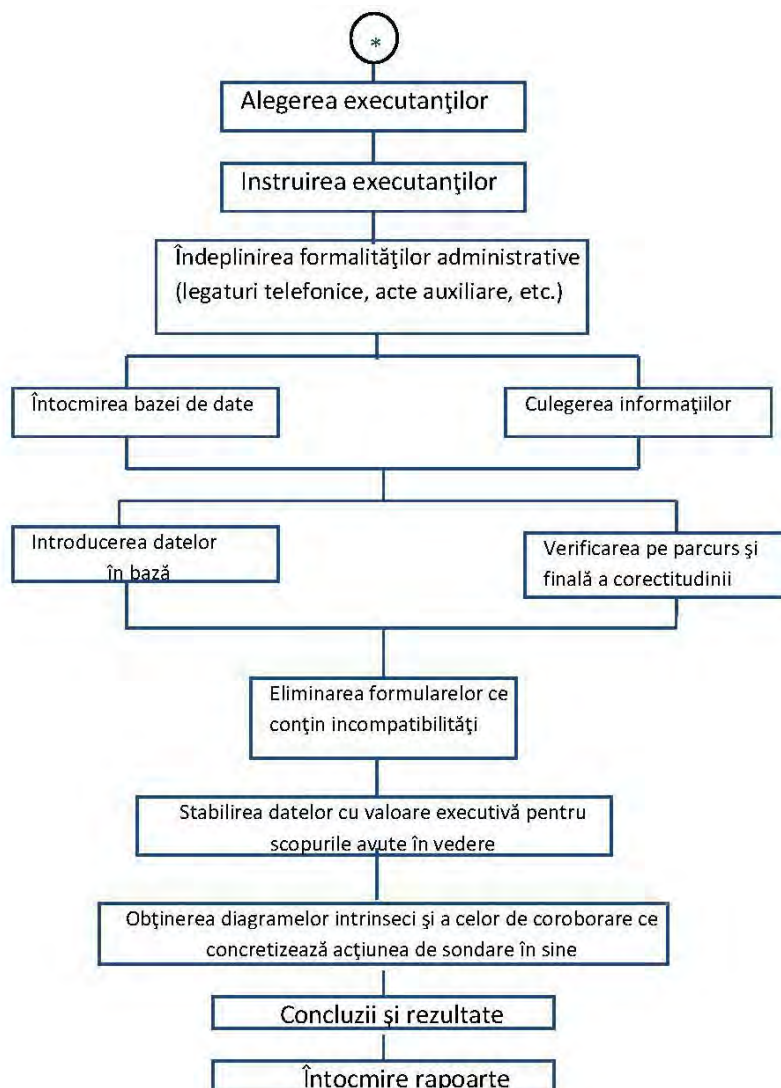 *
Alegerea executanţilor
Instruirea executanţilor
Îndeplinirea formalităţilor administrative
(legaturi telefonice, acte auxiliare, etc.)
Întocmirea bazei de date
Culegerea informaţiilor
Introducerea datelor
în bază
Verificarea pe parcurs şi
finală a corectitudinii
Eliminarea formularelor ce
conţin incompatibilităţi
Stabilirea datelor cu valoare executivă pentru
scopurile avute în vedere
Obţinerea diagramelor intrinseci şi a celor de coroborare ce
concretizează acţiunea de sondare în sine
Concluzii şi rezultate
Întocmire rapoarte